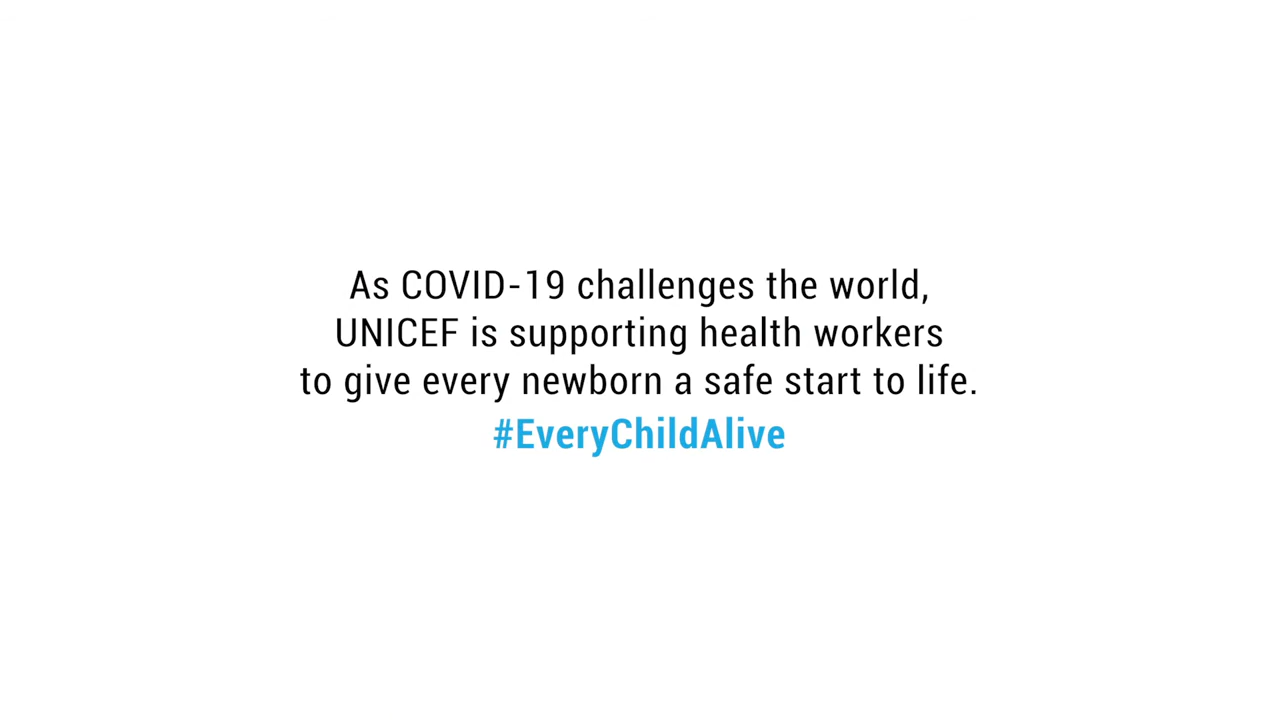 As COVID-19 challenges the world,
UNICEF is supporting health workers
to give every newborn a safe start to life.
#EveryChildAlive